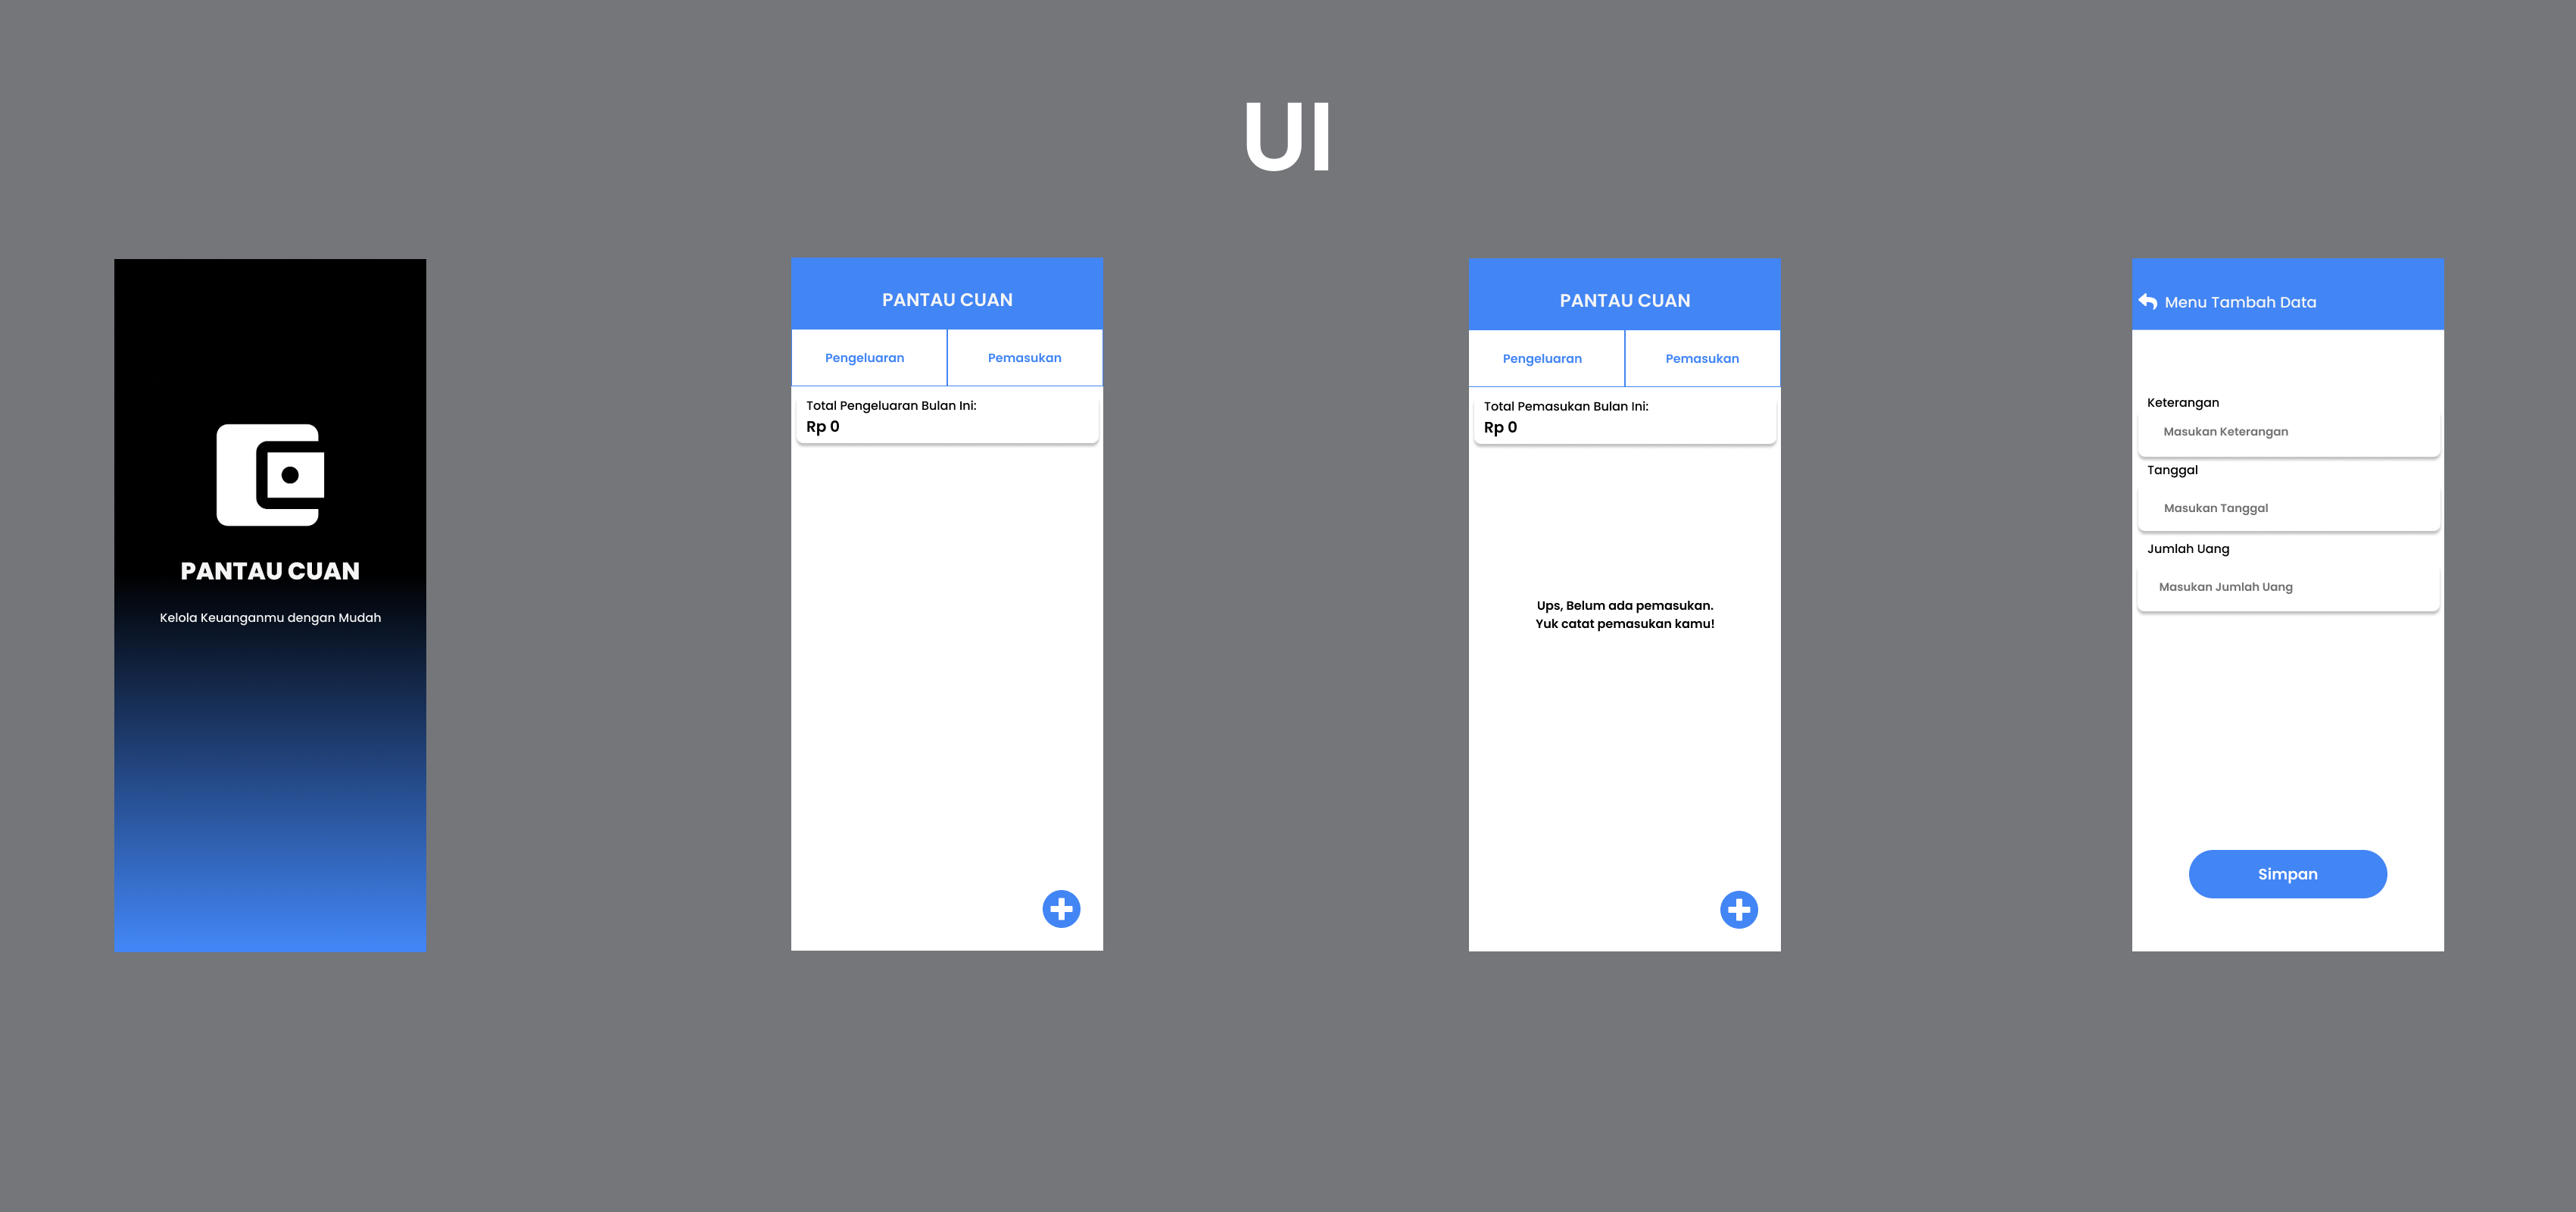 UI
PANTAU CUAN
Kelola Keuanganmu dengan Mudah
PANTAU CUAN
Pengeluaran
Pemasukan
Total Pengeluaran Bulan Ini:
Rp 0
PANTAU CUAN
Pengeluaran
Pemasukan
Total Pemasukan Bulan Ini:
Rp 0
Ups, Belum ada pemasukan.
Yuk catat pemasukan kamu!
Menu Tambah Data
Keterangan
Masukan Keterangan
Tanggal
Masukan Tanggal
Jumlah Uang
Masukan Jumlah Uang
Simpan